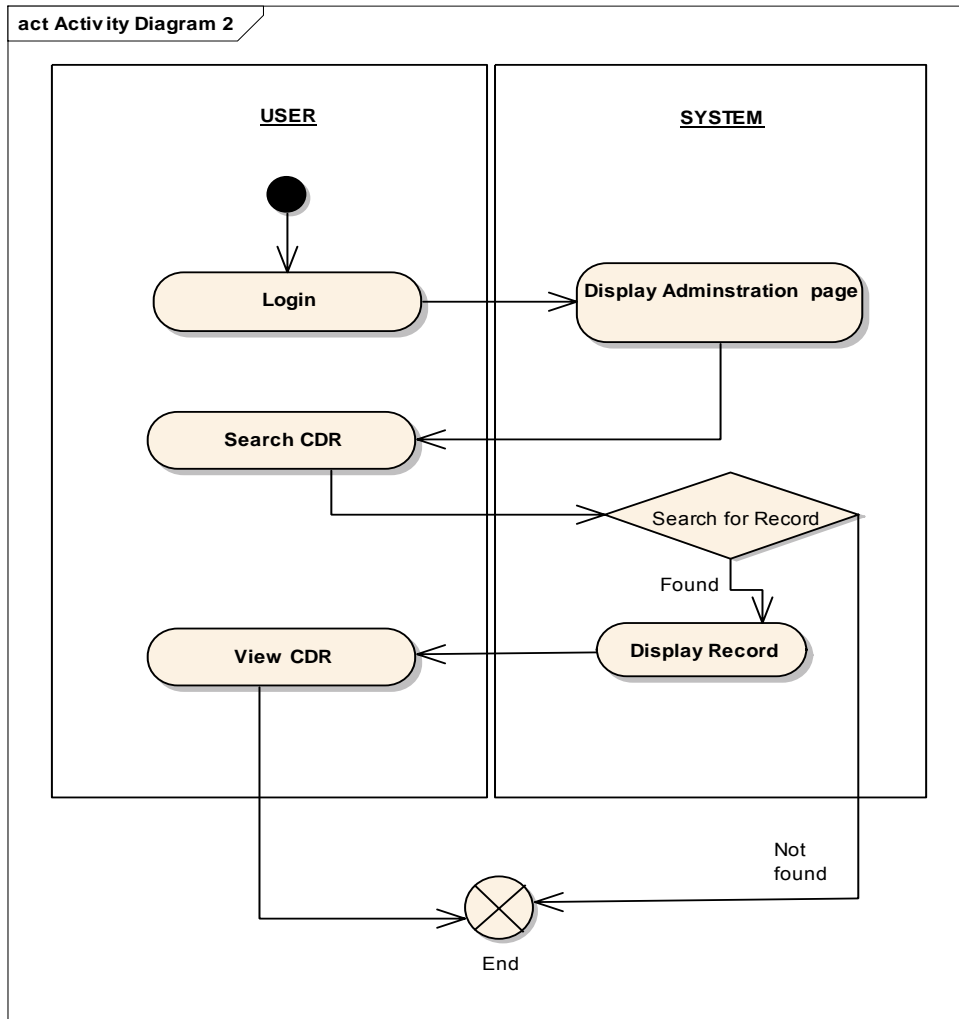 act Activity Diagram 2
USER
SYSTEM
Login
Display Adminstration page
Search CDR
Search for Record
Found
View CDR
Display Record
Not
found
End